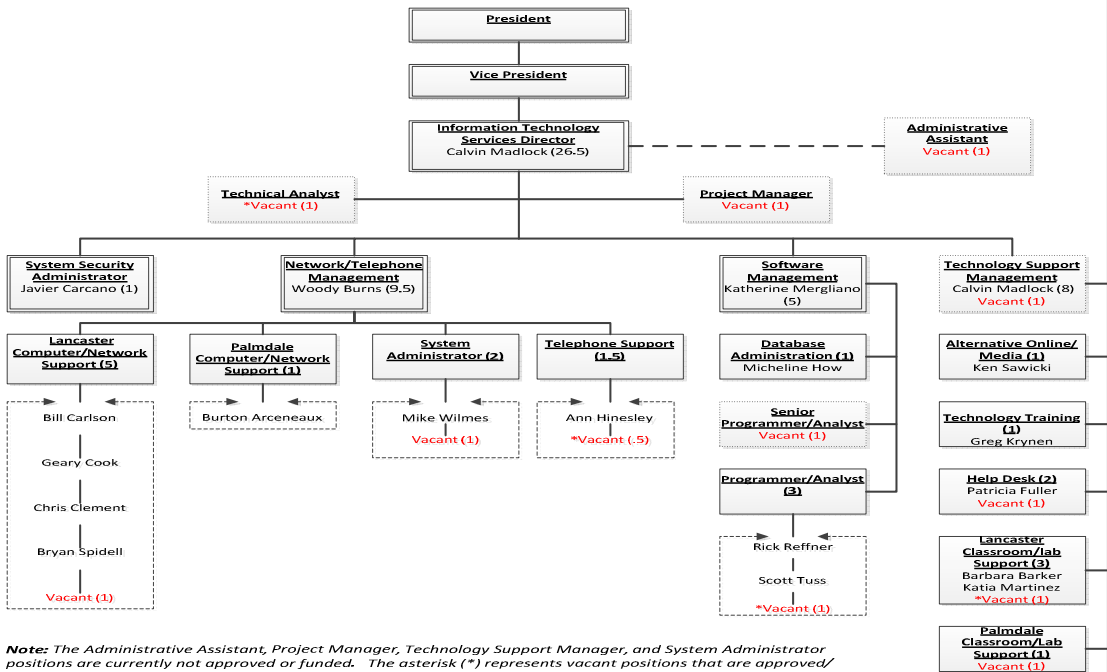 President
Vice President
Information Technology
Services Director
Calvin Madlock (26.5)
Administrative
Assistant
Vacant (1)
Technical Analyst
*Vacant (1)
Project Manager
Vacant (1)
System Security
Administrator
Javier Carcano (1)
Network/Telephone
Management
Woody Burns (9.5)
Software
Management
Katherine Mergliano
(5)
Technology Support
Management
Calvin Madlock (8)
Vacant (1)
Lancaster
Computer/Network
Support (5)
Palmdale
Computer/Network
Support (1)
System
Administrator (2)
Telephone Support
(1.5)
Database
Administration (1)
Micheline How
Alternative Online/
Media (1)
Ken Sawicki
Bill Carlson
Geary Cook
Chris Clement
Bryan Spidell
Vacant (1)
Burton Arceneaux
Mike Wilmes
Vacant (1)
Ann Hinesley
*Vacant (.5)
Senior
Programmer/Analyst
Vacant (1)
Technology Training
(1)
Greg Krynen
Programmer/Analyst
(3)
Help Desk (2)
Patricia Fuller
Vacant (1)
Rick Reffner
Scott Tuss
*Vacant (1)
Lancaster
Classroom/lab
Support (3)
Barbara Barker
Katia Martinez
*Vacant (1)
Palmdale
Classroom/Lab
Support (1)
*Vacant (1)
Note: The Administrative Assistant, Project Manager, Technology Support Manager, and System Administrator
positions are currently not approved or funded. The asterisk (*) represents vacant positions that are approved/